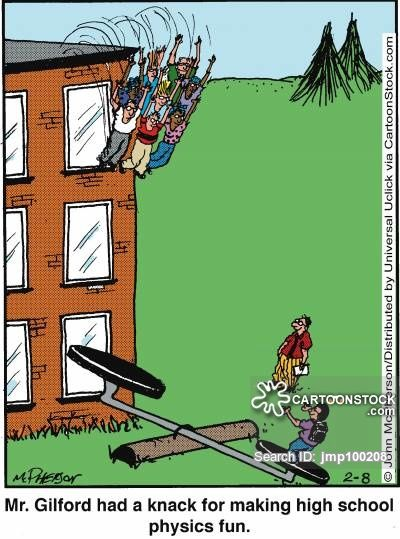 © John McPherson/Distributed by Universal Uclick via CartoonStock.com
CARTOONSTOCK
.com
Search ID: jmp100208
McPHERSON
2-8
Mr. Gilford had a knack for making high school
physics fun.